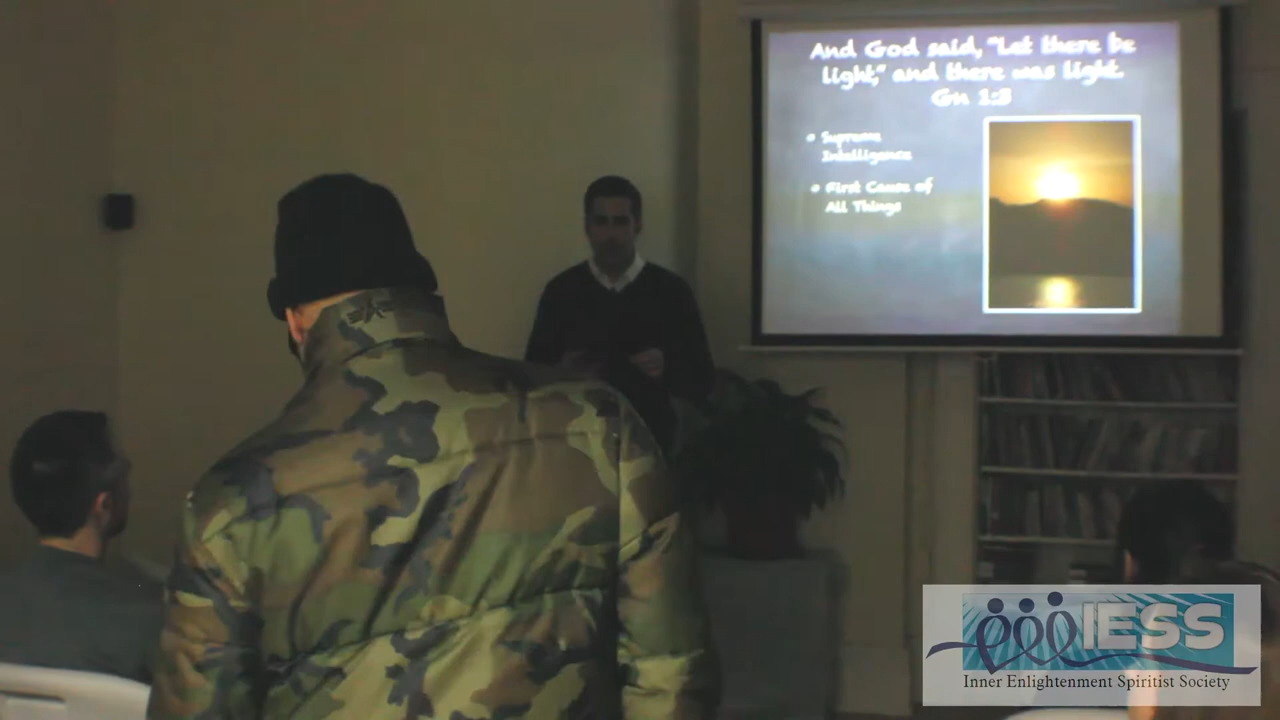 And God said, "Let there be
light," and there was light.
Gn 1:3
• Supreme
Intelligence
• First Cause of
All Things
IESS
Inner Enlightenment Spiritist Society